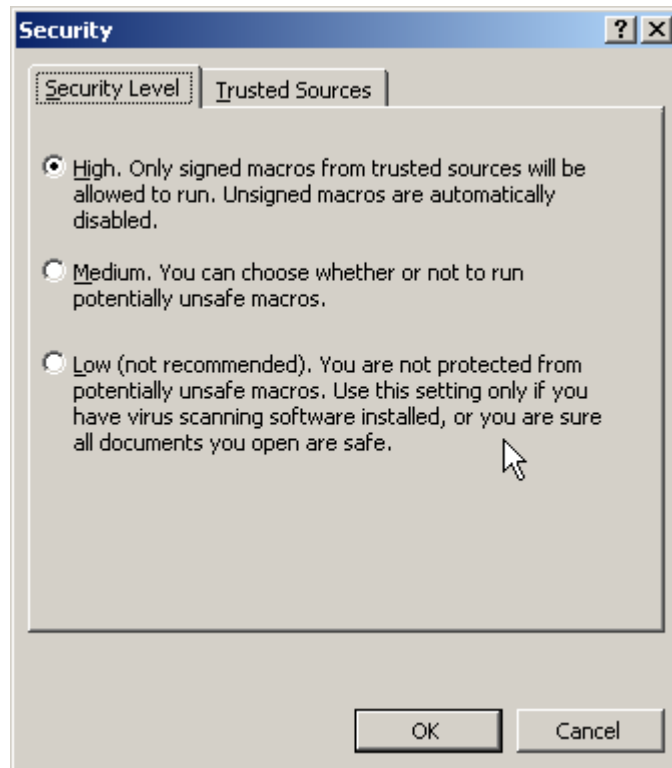 Security
Security Level
Trusted Sources
High. Only signed macros from trusted sources will be
allowed to run. Unsigned macros are automatically
disabled.
Medium. You can choose whether or not to run
potentially unsafe macros.
Low (not recommended). You are not protected from
potentially unsafe macros. Use this setting only if you
have virus scanning software installed, or you are sure
all documents you open are safe.
OK
Cancel